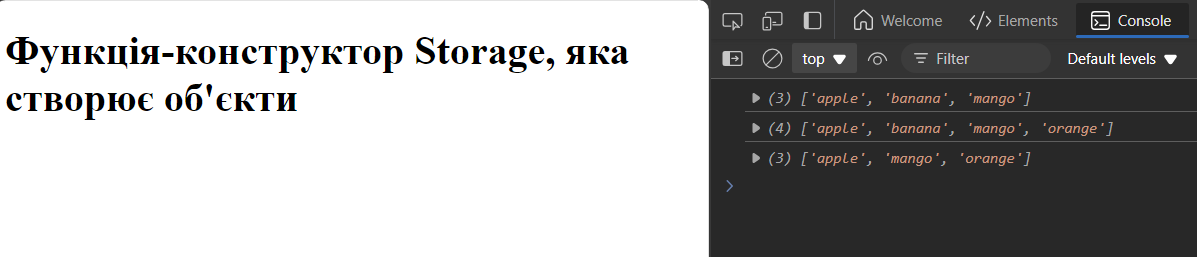 Функція-конструктор Storage, яка
створює об'єкти
Welcome Elements Console
top Filter Default levels
(3) ['apple', 'banana', 'mango']
(4) ['apple', 'banana', 'mango', 'orange']
(3) ['apple', 'mango', 'orange']